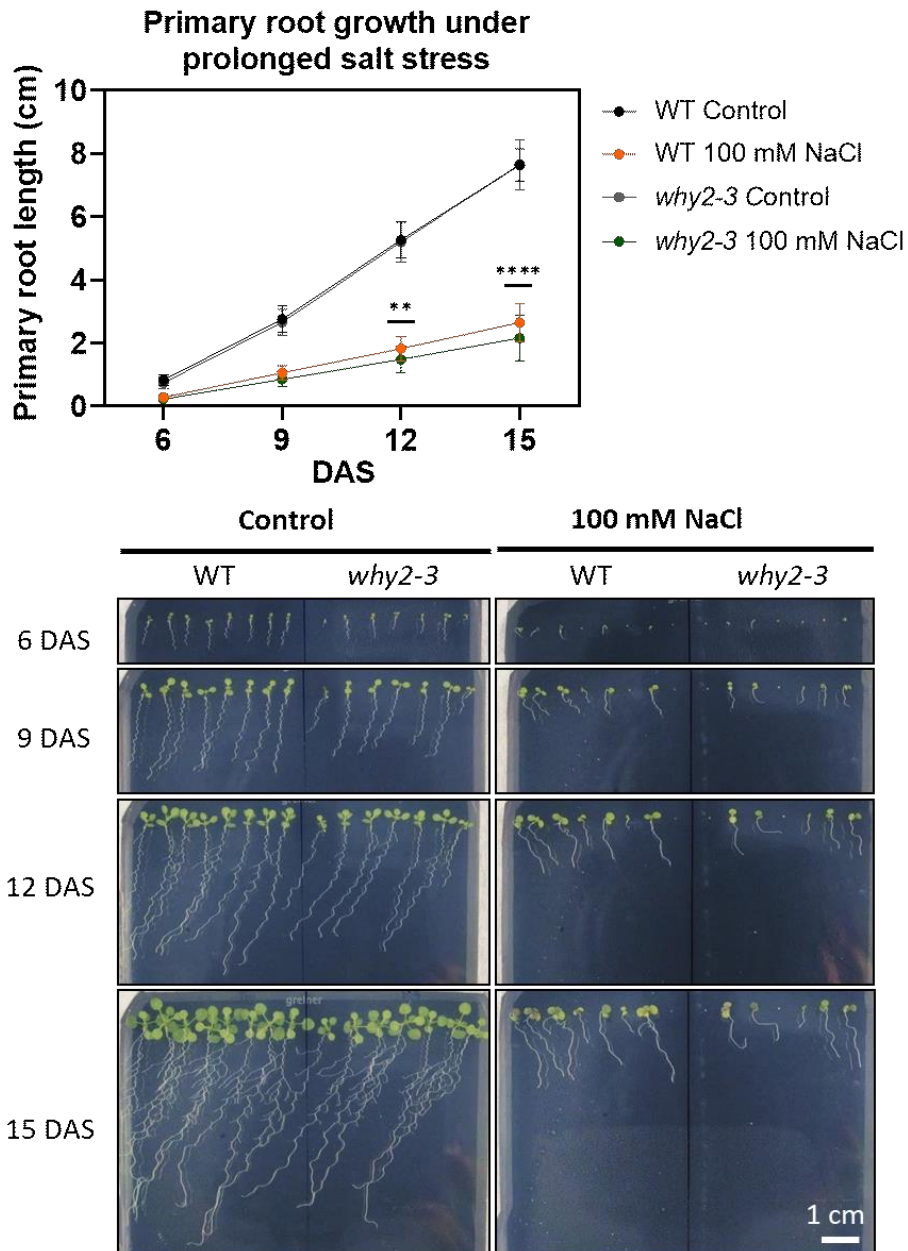 Primary root growth under
prolonged salt stress
Primary root length (cm)
10
8
6
4
2
0
**
****
6 9 12 15
DAS
WT Control
WT 100 mM NaCl
why2-3 Control
why2-3 100 mM NaCl
Control 100 mM NaCl
WT why2-3 WT why2-3
6 DAS
9 DAS
12 DAS
greiner
15 DAS
1 cm